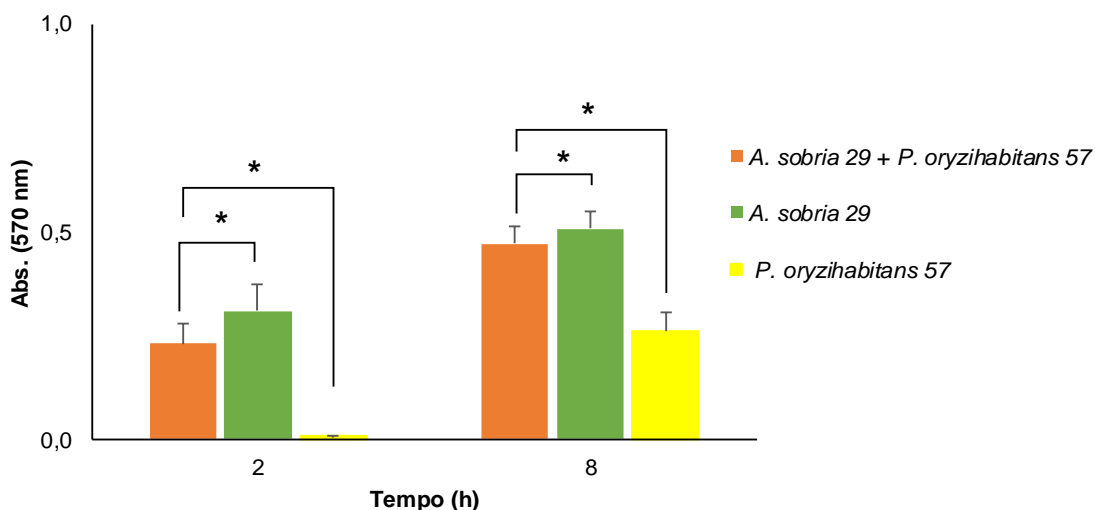 1,0
*
*
*
*
Abs. (570 nm)
0,5
0,0
2
8
Tempo (h)
A. sobria 29 + P. oryzihabitans 57
A. sobria 29
P. oryzihabitans 57